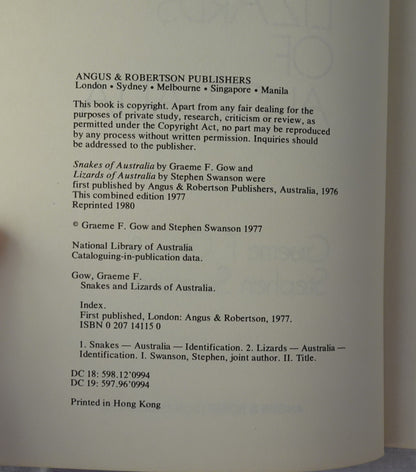 ANGUS & ROBERTSON PUBLISHERS
London • Sydney • Melbourne • Singapore • Manila
This book is copyright. Apart from any fair dealing for the
purposes of private study, research, criticism or review, as
permitted under the Copyright Act, no part may be reproduced
by any process without written permission. Inquiries should
be addressed to the publisher.
Snakes of Australia by Graeme F. Gow and
Lizards of Australia by Stephen Swanson were
first published by Angus & Robertson Publishers, Australia, 1976
This combined edition 1977
Reprinted 1980
© Graeme F. Gow and Stephen Swanson 1977
National Library of Australia
Cataloguing-in-publication data.
Gow, Graeme F.
Snakes and Lizards of Australia.
Index.
First published, London: Angus & Robertson, 1977.
ISBN 0 207 14115 0
1. Snakes — Australia — Identification. 2. Lizards — Australia —
Identification. I. Swanson, Stephen, joint author. II. Title.
DC 18: 598.12'0994
DC 19: 597.96'0994
Printed in Hong Kong